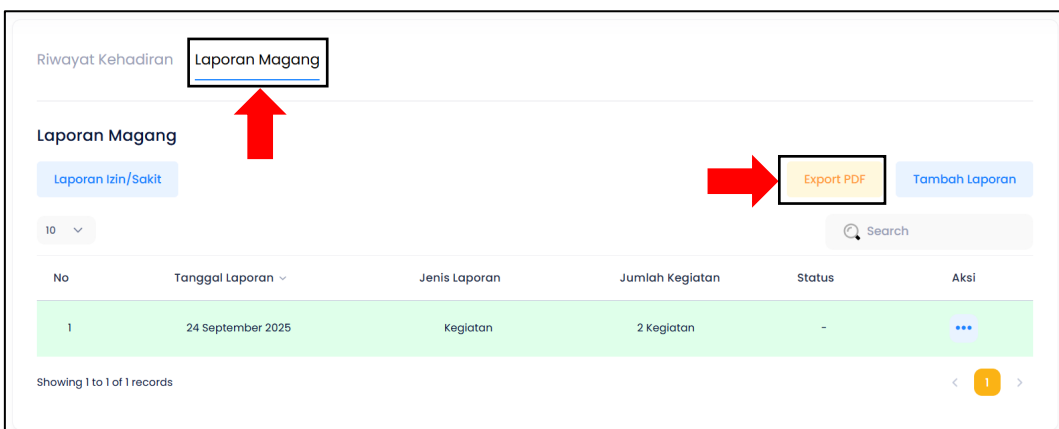 Riwayat Kehadiran Laporan Magang
Laporan Magang
Laporan Izin/Sakit Export PDF Tambah Laporan
10 Search
No Tanggal Laporan Jenis Laporan Jumlah Kegiatan Status Aksi
1 24 September 2025 Kegiatan 2 Kegiatan -
Showing 1 to 1 of 1 records 1